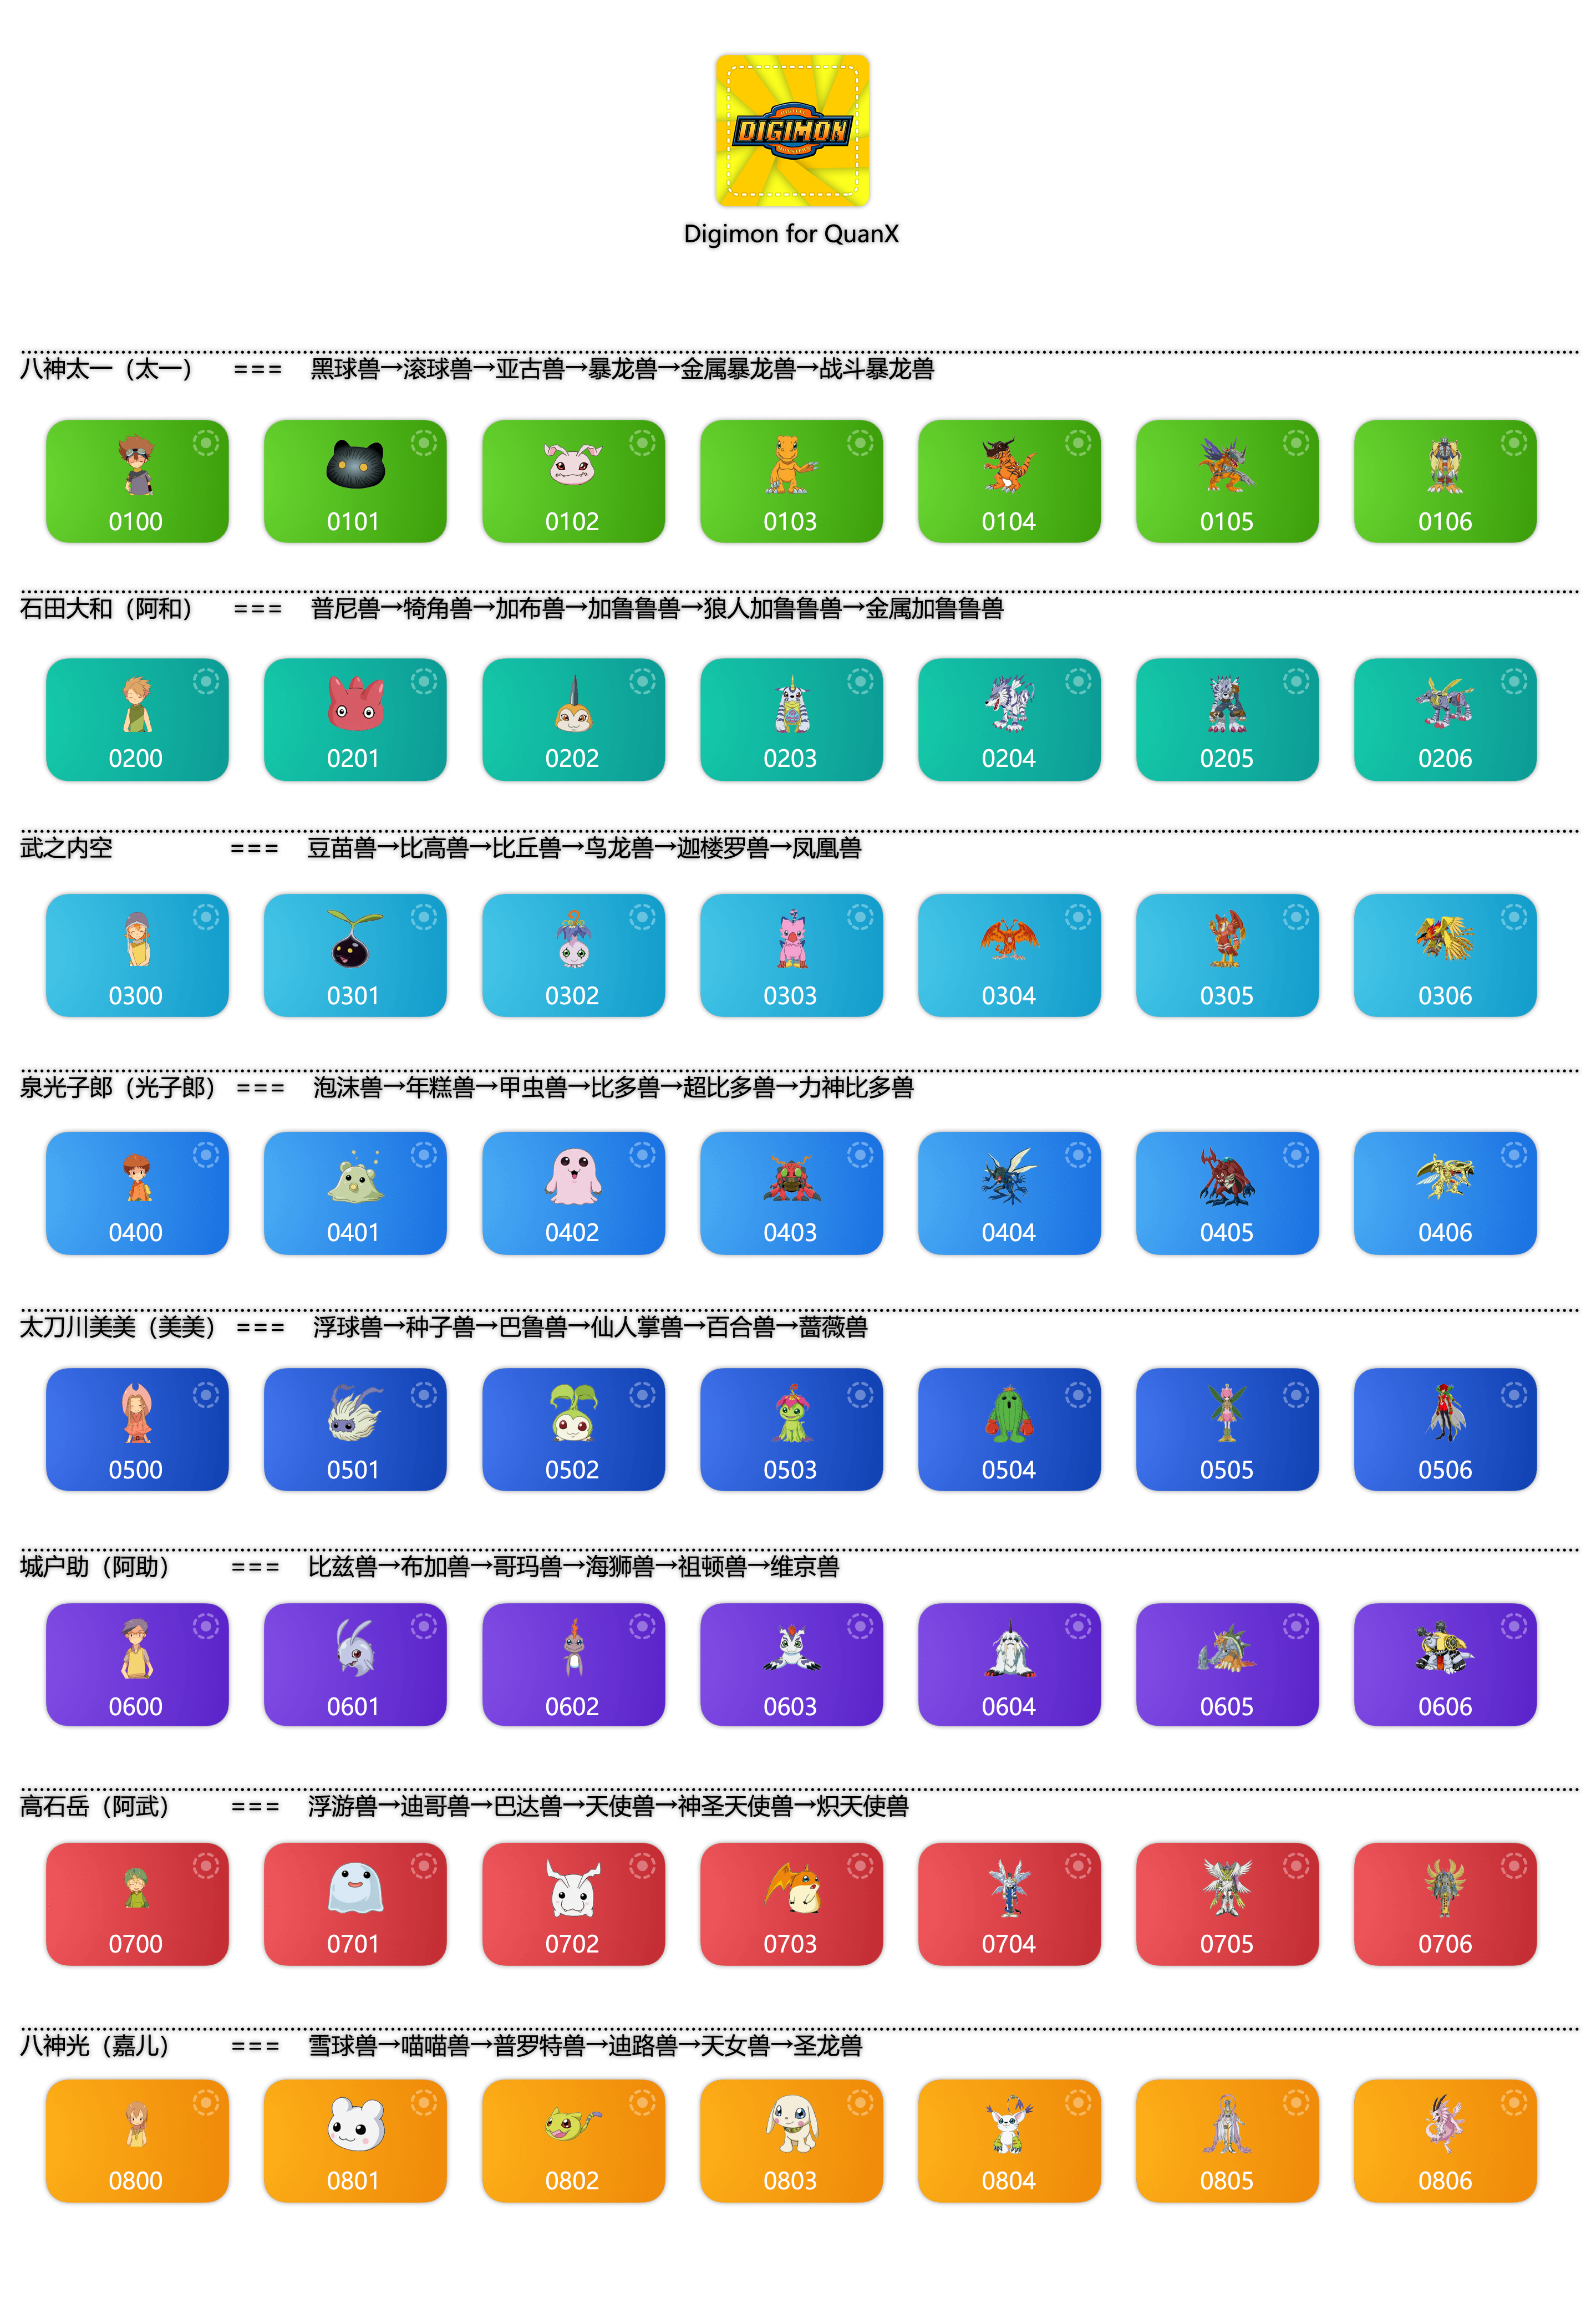 DIGITAL
DIGIMON
MONSTERS
Digimon for QuanX
八神太一（太一） === 黑球兽→滚球兽→亚古兽→暴龙兽→金属暴龙兽→战斗暴龙兽
0100 0101 0102 0103 0104 0105 0106
石田大和（阿和） === 普尼兽→犄角兽→加布兽→加鲁鲁兽→狼人加鲁鲁兽→金属加鲁鲁兽
0200 0201 0202 0203 0204 0205 0206
武之内空 === 豆苗兽→比高兽→比丘兽→鸟龙兽→迦楼罗兽→凤凰兽
0300 0301 0302 0303 0304 0305 0306
泉光子郎（光子郎） === 泡沫兽→年糕兽→甲虫兽→比多兽→超比多兽→力神比多兽
0400 0401 0402 0403 0404 0405 0406
太刀川美美（美美） === 浮球兽→种子兽→巴鲁兽→仙人掌兽→百合兽→蔷薇兽
0500 0501 0502 0503 0504 0505 0506
城户助（阿助） === 比兹兽→布加兽→哥玛兽→海狮兽→祖顿兽→维京兽
0600 0601 0602 0603 0604 0605 0606
高石岳（阿武） === 浮游兽→迪哥兽→巴达兽→天使兽→神圣天使兽→炽天使兽
0700 0701 0702 0703 0704 0705 0706
八神光（嘉儿） === 雪球兽→喵喵兽→普罗特兽→迪路兽→天女兽→圣龙兽
0800 0801 0802 0803 0804 0805 0806